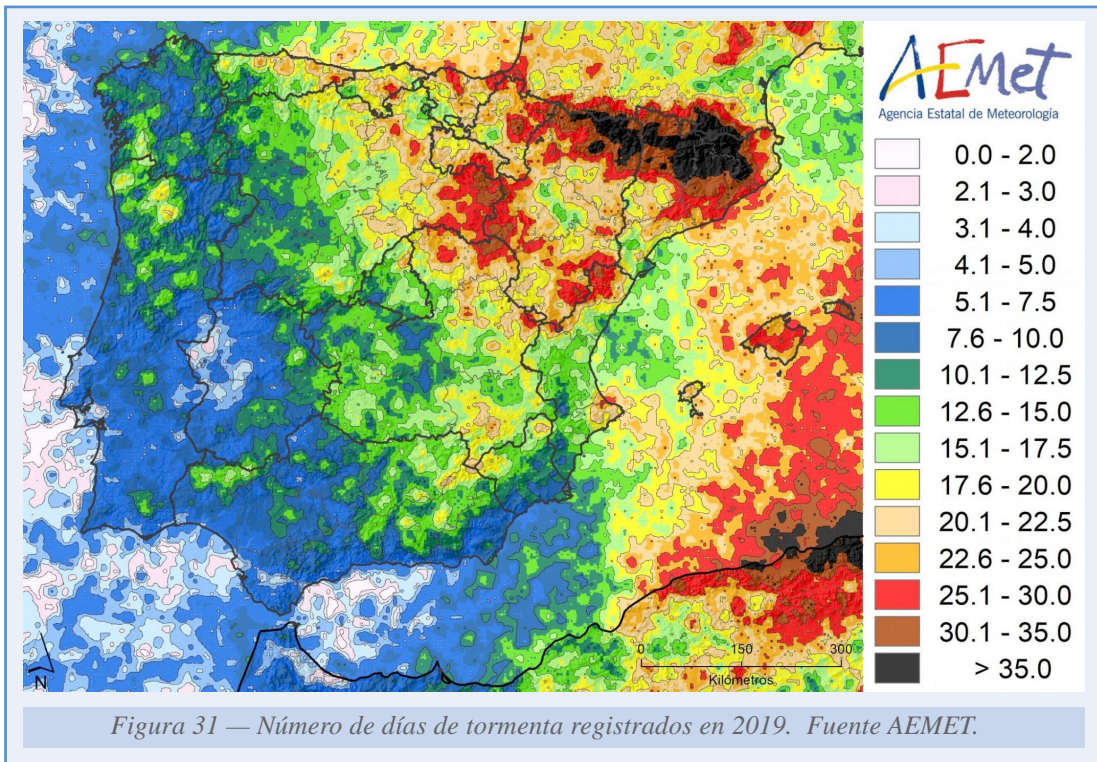 AEMet
Agencia Estatal de Meteorología
0.0 - 2.0
2.1 - 3.0
3.1 - 4.0
4.1 - 5.0
5.1 - 7.5
7.6 - 10.0
10.1 - 12.5
12.6 - 15.0
15.1 - 17.5
17.6 - 20.0
20.1 - 22.5
22.6 - 25.0
25.1 - 30.0
30.1 - 35.0
> 35.0
0 150 300
Kilómetros
N
Figura 31 — Número de días de tormenta registrados en 2019. Fuente AEMET.